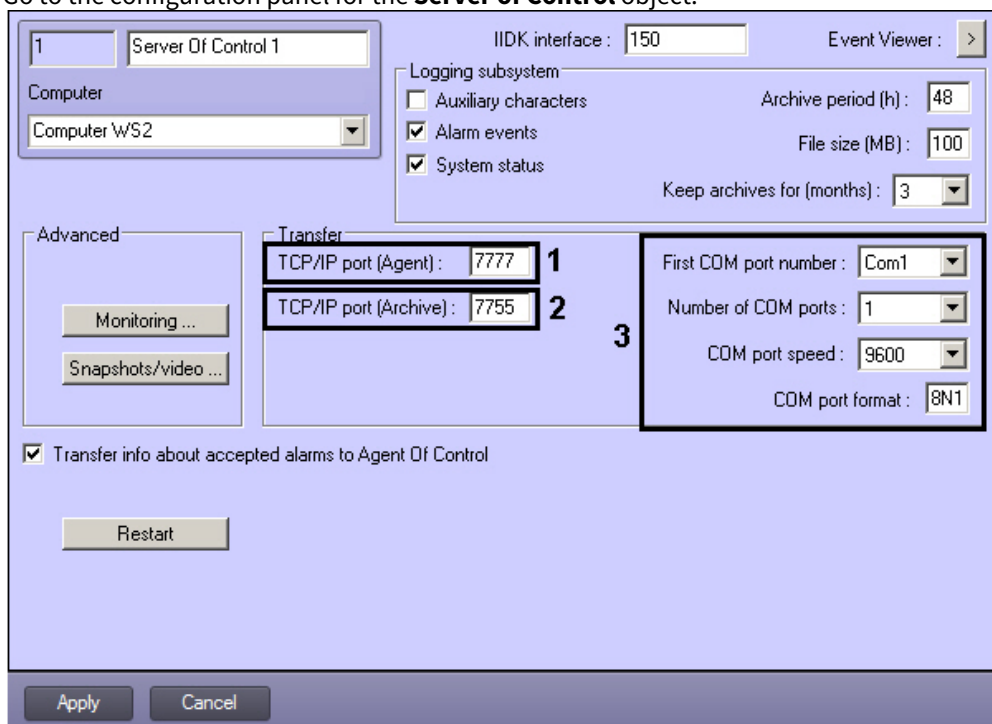 Go to the configuration panel for the Server of Control object.
1 Server Of Control 1
IIDK interface : 150
Event Viewer : >
Computer
Computer WS2
Logging subsystem
Auxiliary characters
Alarm events
System status
Archive period (h) : 48
File size (MB) : 100
Keep archives for (months) : 3
Advanced
Monitoring ...
Snapshots/video ...
Transfer
TCP/IP port (Agent) : 7777 1
TCP/IP port (Archive) : 7755 2
3
First COM port number : Com1
Number of COM ports : 1
COM port speed : 9600
COM port format : 8N1
Transfer info about accepted alarms to Agent Of Control
Restart
Apply Cancel